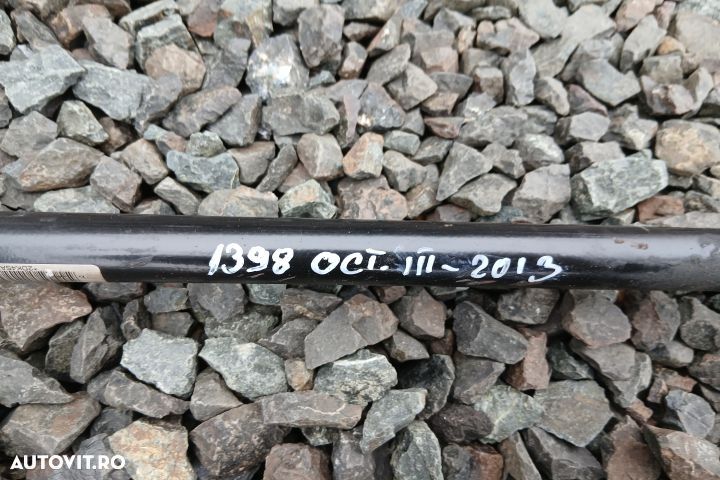 1398 OCT. III - 2013
AUTOVIT.RO